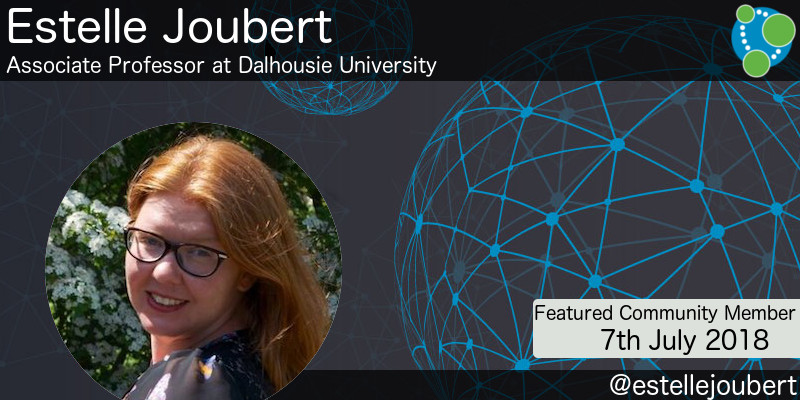 Estelle Joubert
Associate Professor at Dalhousie University
Featured Community Member
7th July 2018
@estellejoubert